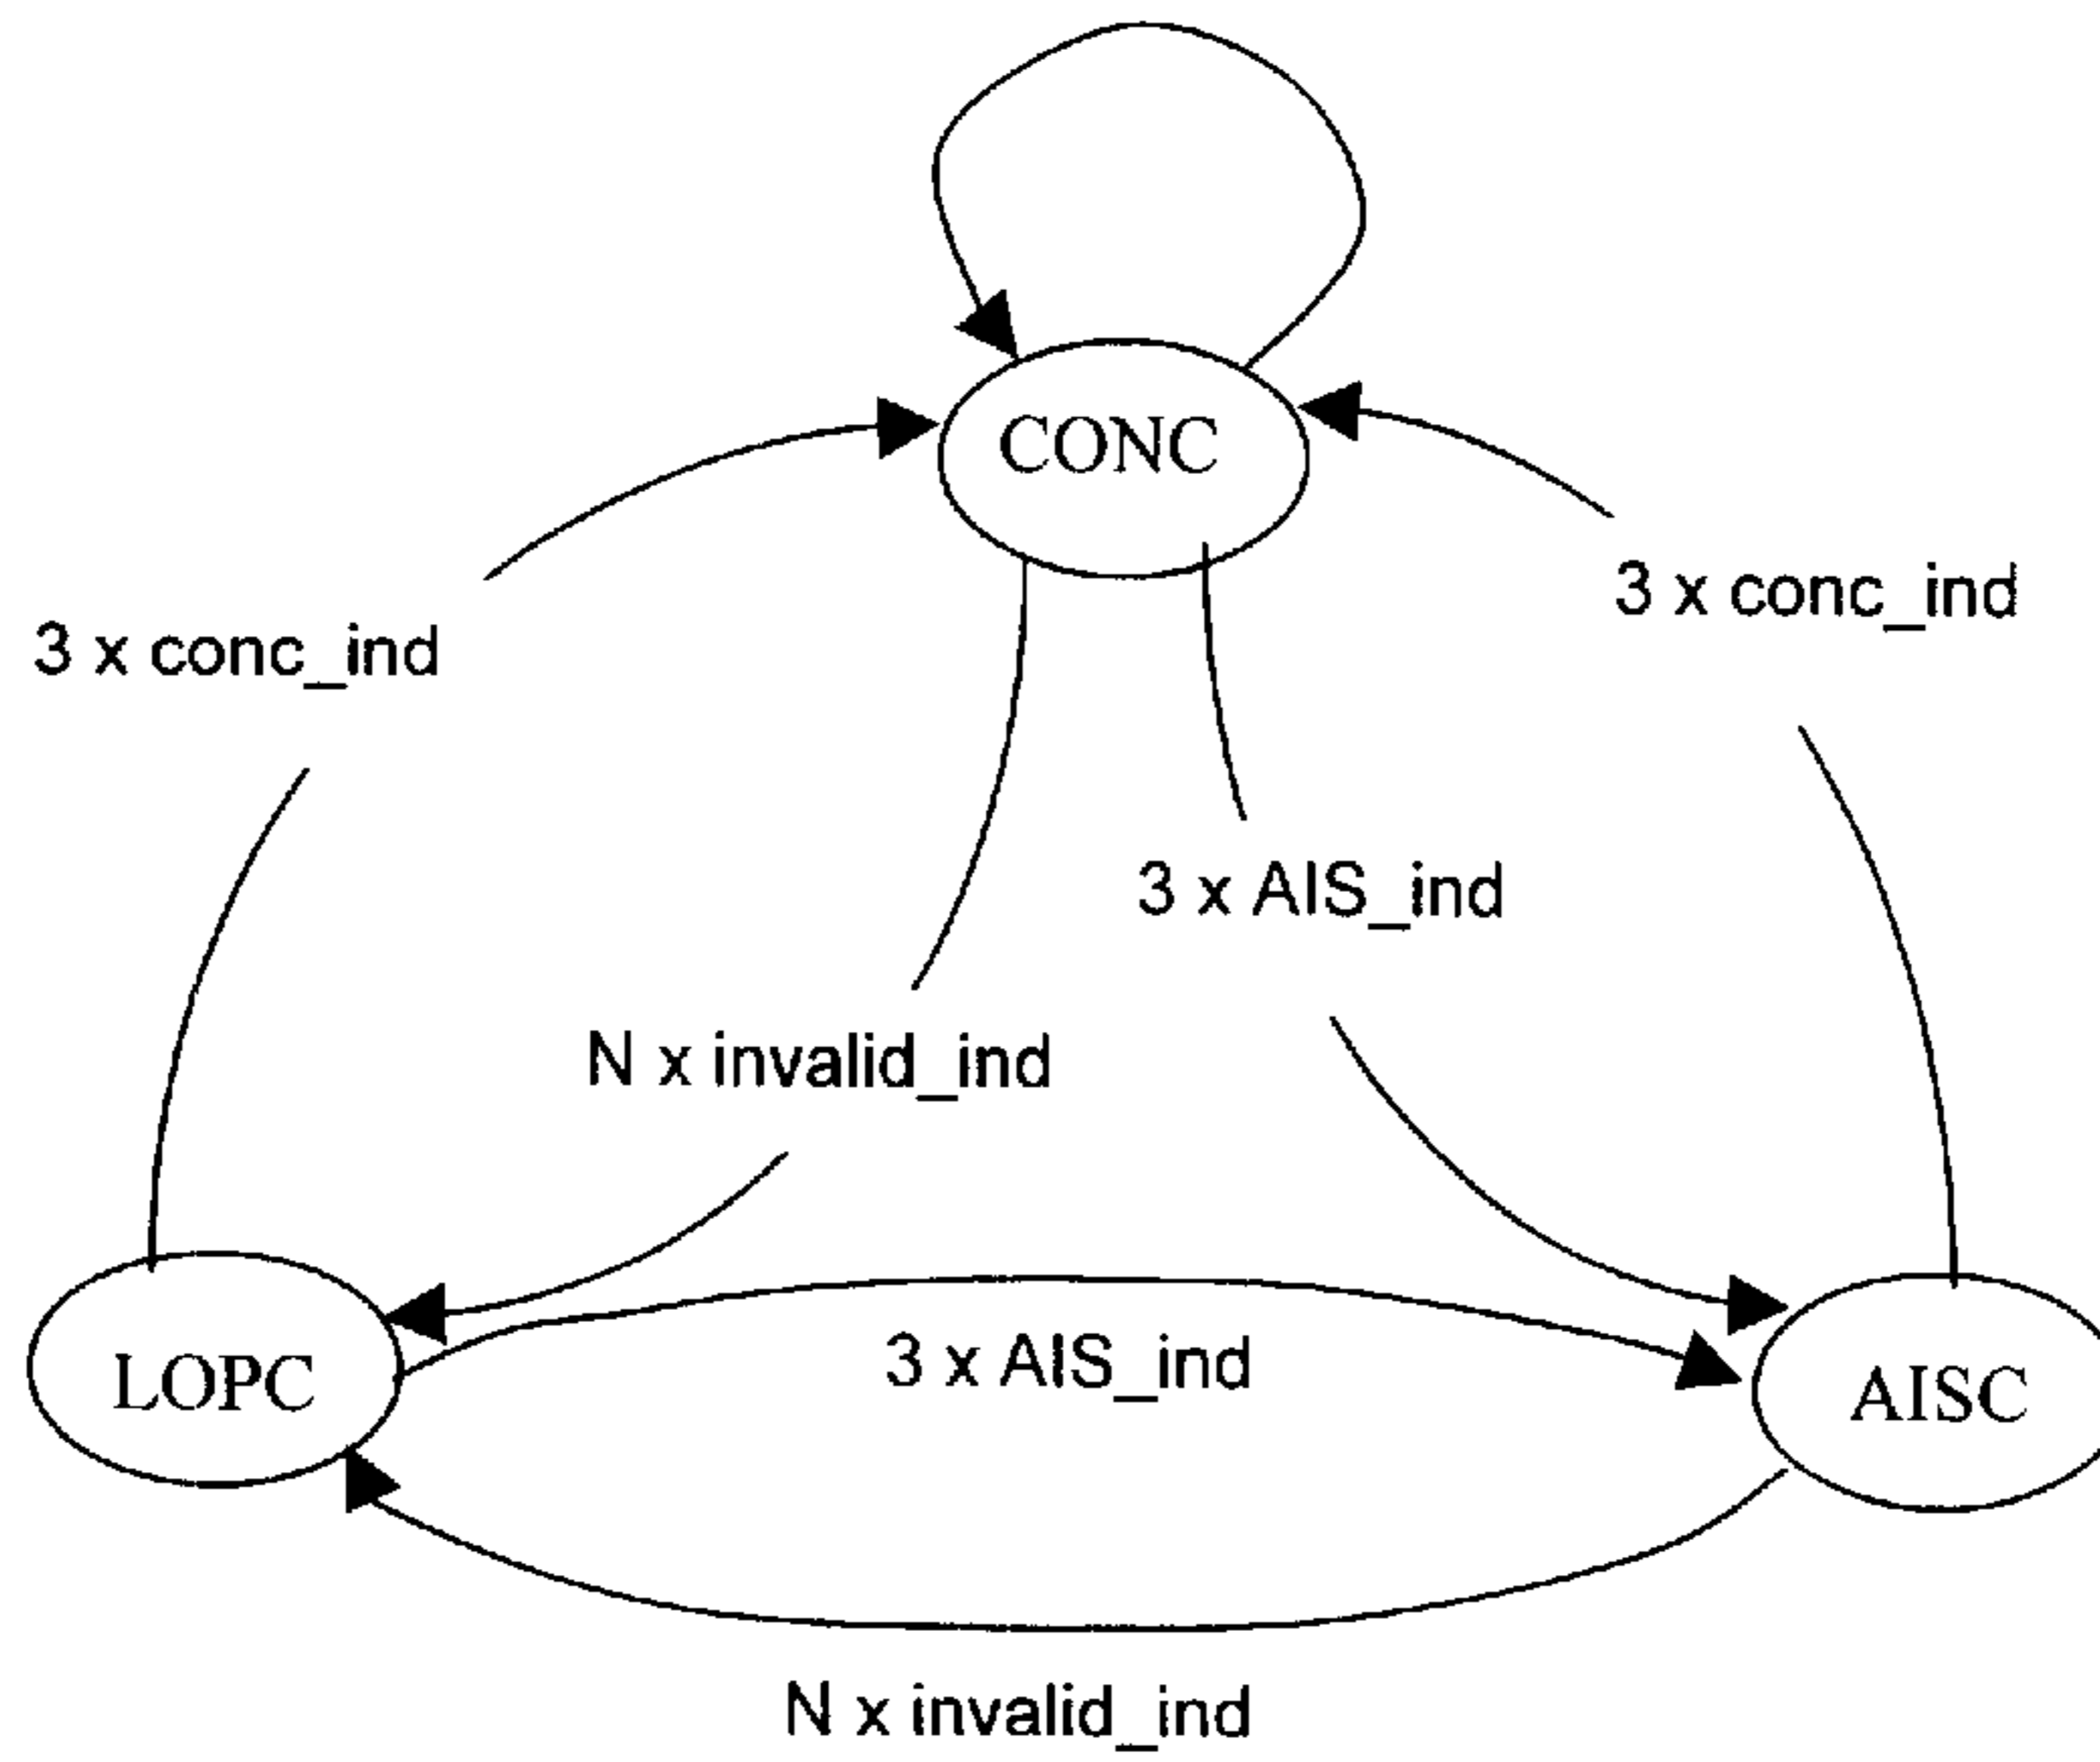 CONC
3 x conc_ind
3 x conc_ind
3 x AIS_ind
N x invalid_ind
3 x AIS_ind
LOPC
AISC
N x invalid_ind